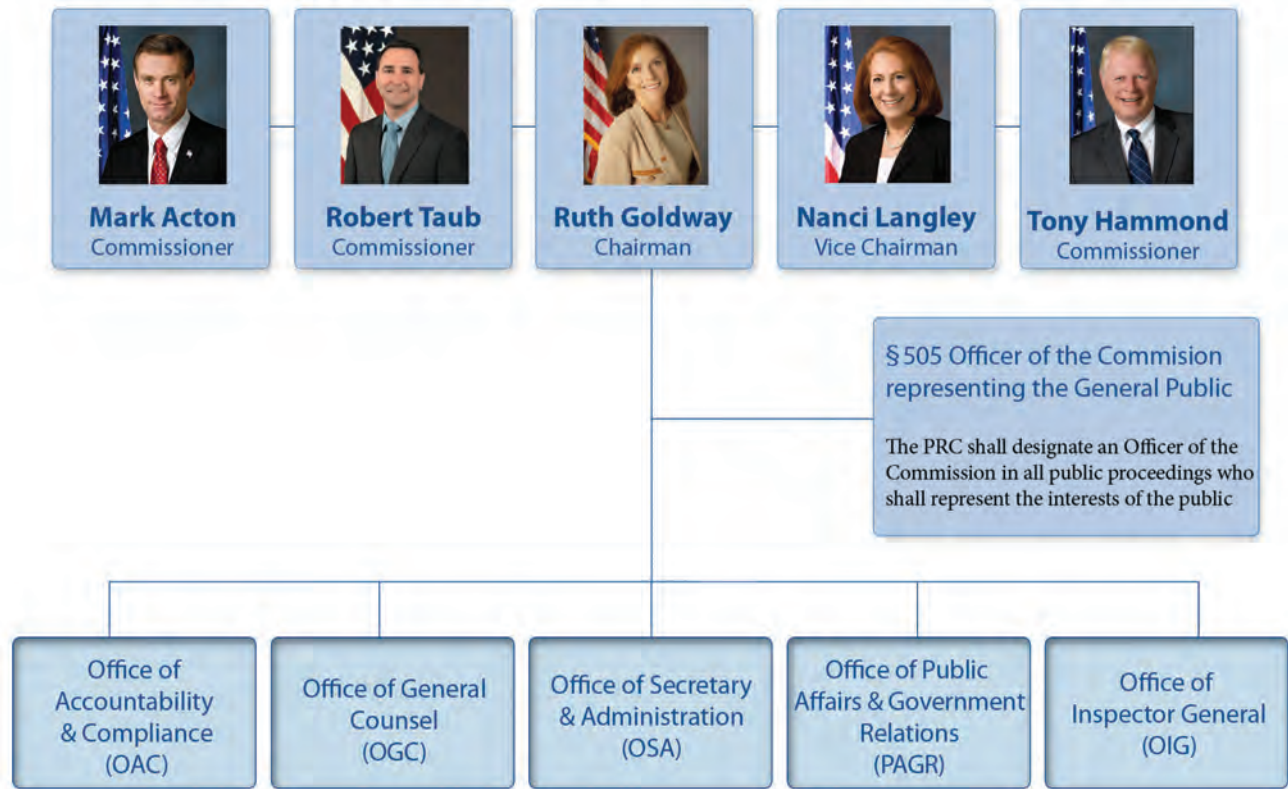 Mark Acton
Commissioner
Robert Taub
Commissioner
Ruth Goldway
Chairman
Nanci Langley
Vice Chairman
Tony Hammond
Commissioner
§ 505 Officer of the Commision
representing the General Public
The PRC shall designate an Officer of the
Commission in all public proceedings who
shall represent the interests of the public
Office of
Accountability
& Compliance
(OAC)
Office of General
Counsel
(OGC)
Office of Secretary
& Administration
(OSA)
Office of Public
Affairs & Government
Relations
(PAGR)
Office of
Inspector General
(OIG)